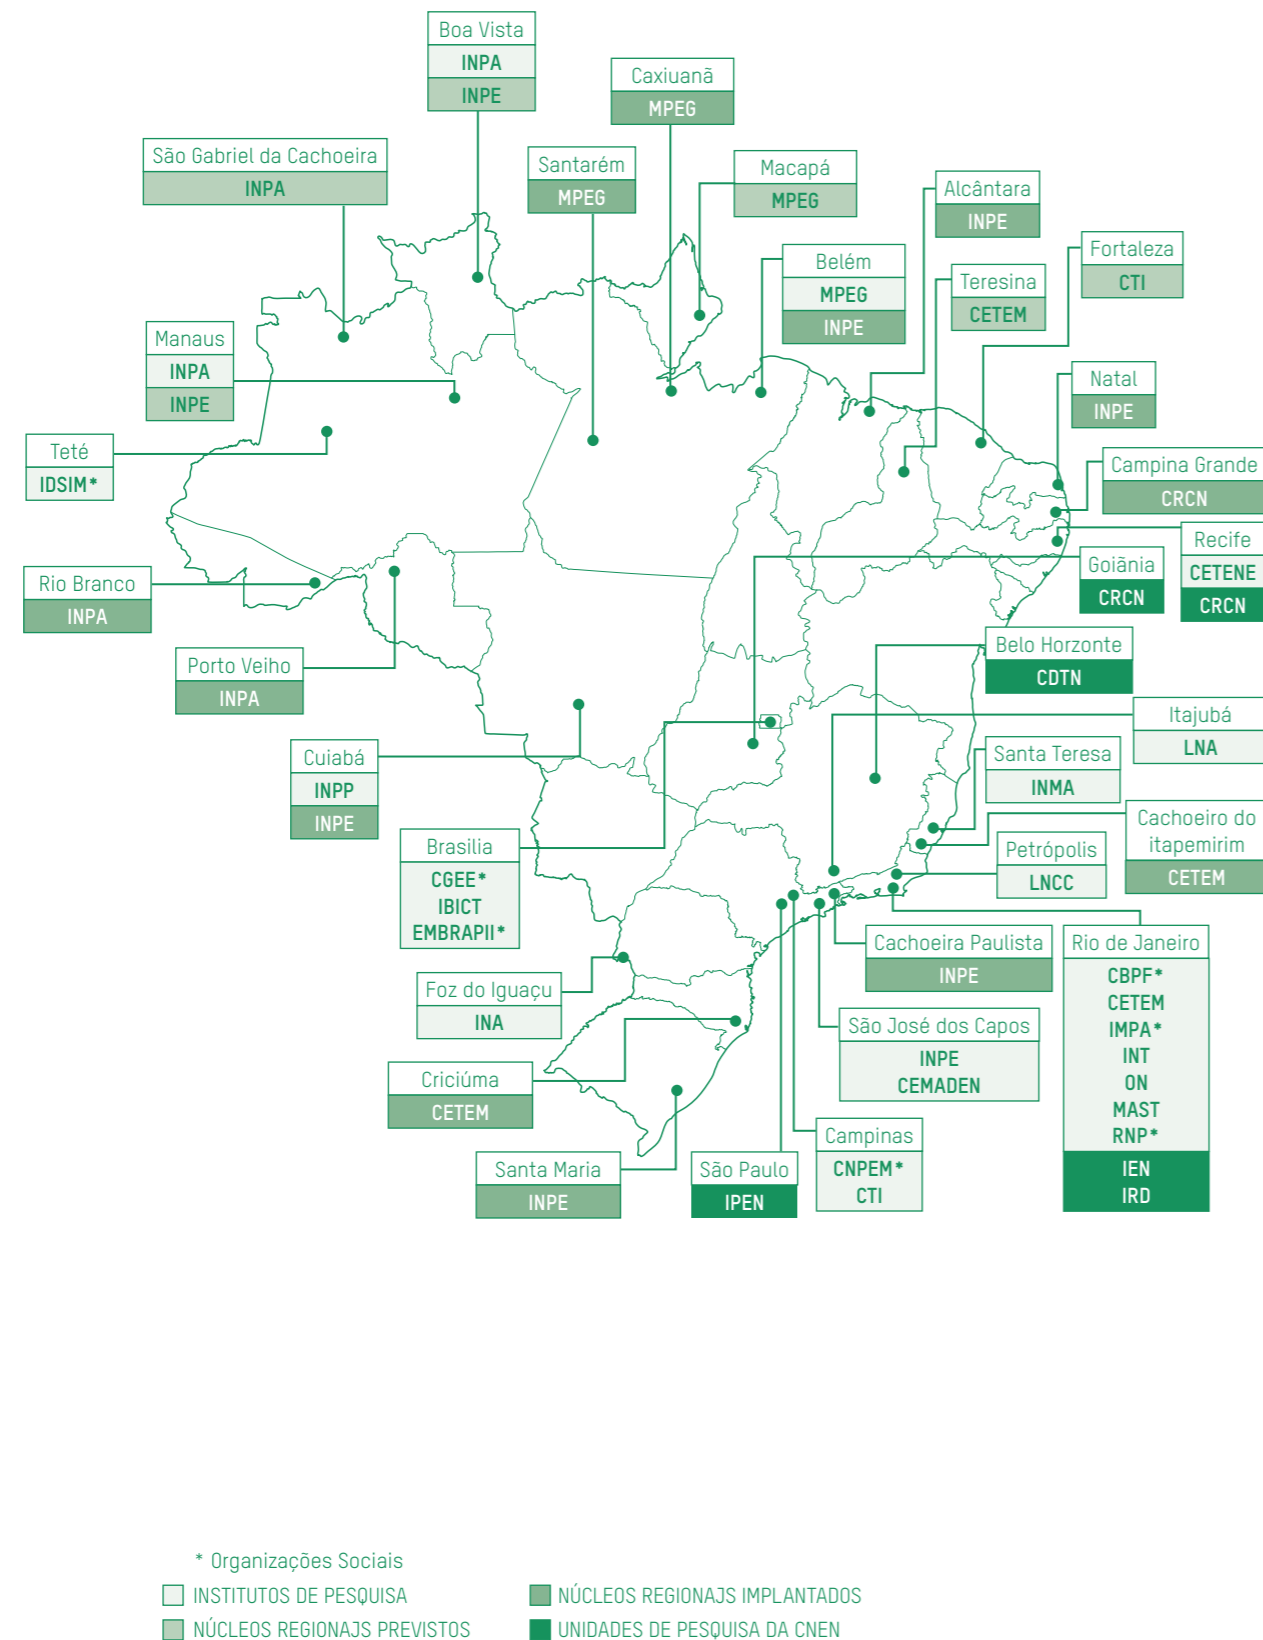 Boa Vista
INPA
INPE
Caxiuanã
MPEG
São Gabriel da Cachoeira
INPA
Santarém
MPEG
Macapá
MPEG
Alcântara
INPE
Fortaleza
CTI
Belém
MPEG
INPE
Teresina
CETEM
Manaus
INPA
INPE
Natal
INPE
Teté
IDSIM*
Campina Grande
CRCN
Recife
CETENE
CRCN
Goiãnia
CRCN
Rio Branco
INPA
Porto Veiho
INPA
Belo Horzonte
CDTN
Itajubá
LNA
Cuiabá
INPP
INPE
Santa Teresa
INMA
Cachoeiro do
itapemirim
CETEM
Brasilia
CGEE*
IBICT
EMBRAPII*
Petrópolis
LNCC
Cachoeira Paulista
INPE
Rio de Janeiro
CBPF*
CETEM
IMPA*
INT
ON
MAST
RNP*
IEN
IRD
Foz do Iguaçu
INA
São José dos Capos
INPE
CEMADEN
Criciúma
CETEM
Campinas
CNPEM*
CTI
Santa Maria
INPE
São Paulo
IPEN
* Organizações Sociais
INSTITUTOS DE PESQUISA
NÚCLEOS REGIONAJS IMPLANTADOS
NÚCLEOS REGIONAJS PREVISTOS
UNIDADES DE PESQUISA DA CNEN